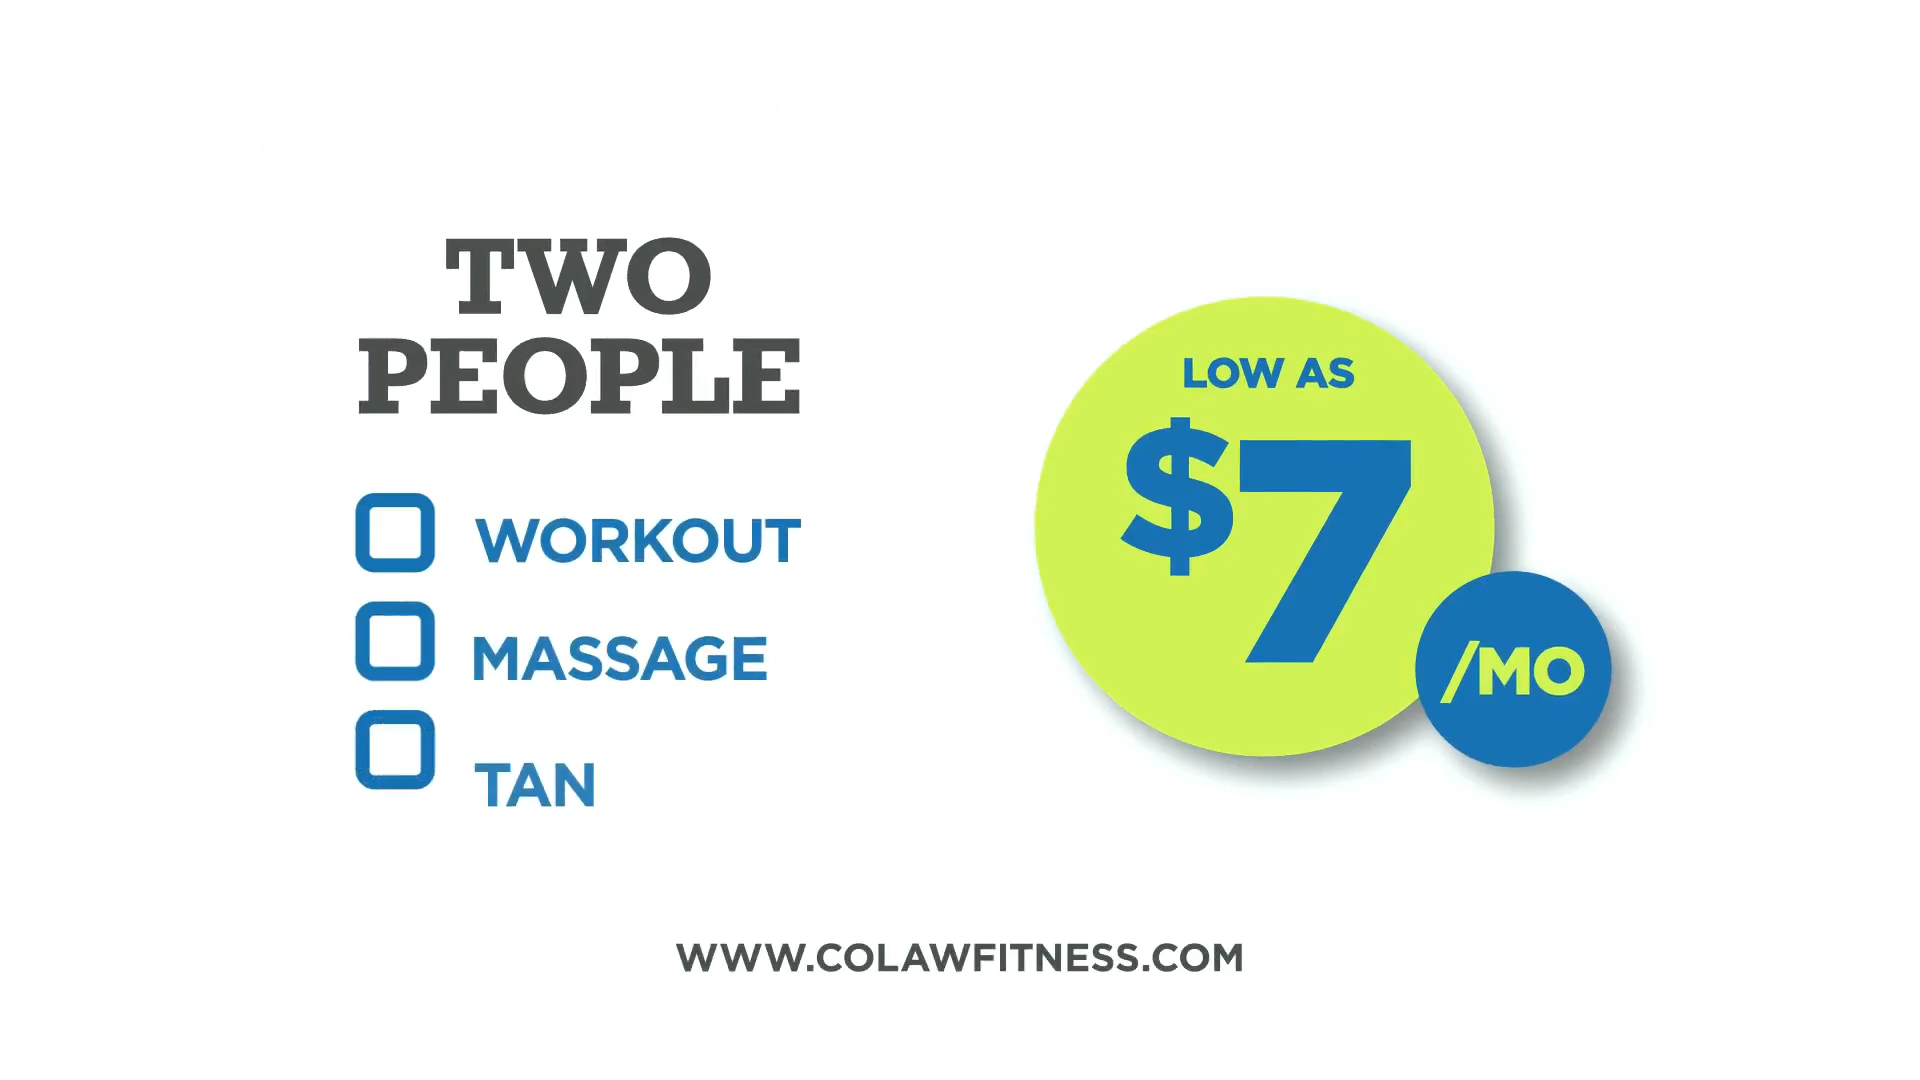 TWO
PEOPLE
WORKOUT
MASSAGE
TAN
LOW AS
$7
/MO
WWW.COLAWFITNESS.COM